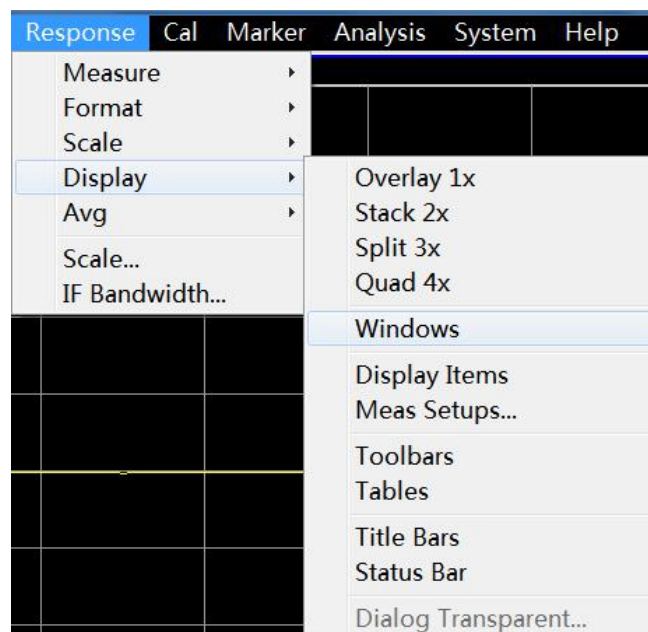 Response Cal Marker Analysis System Help
Measure
Format
Scale
Display
Avg
Scale...
IF Bandwidth...
Overlay 1x
Stack 2x
Split 3x
Quad 4x
Windows
Display Items
Meas Setups...
Toolbars
Tables
Title Bars
Status Bar
Dialog Transparent...